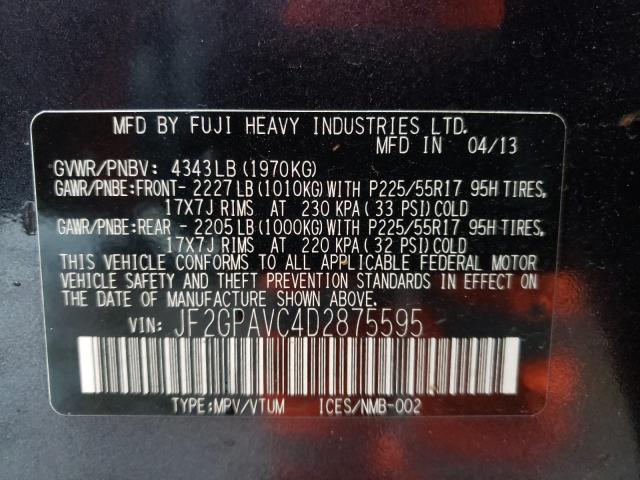 MFD BY FUJI HEAVY INDUSTRIES LTD.
MFD IN 04/13
GVWR/PNBV: 4343LB (1970KG)
GAWR/PNBE:FRONT- 2227LB (1010KG) WITH P225/55R17 95H TIRES,
17X7J RIMS AT 230 KPA (33 PSI) COLD
GAWR/PNBE:REAR - 2205 LB (1000KG) WITH P225/55R17 95H TIRES,
17X7J RIMS AT 220 KPA (32 PSI) COLD
THIS VEHICLE CONFORMS TO ALL APPLICABLE FEDERAL MOTOR
VEHICLE SAFETY AND THEFT PREVENTION STANDARDS IN EFFECT
ON THE DATE OF MANUFACTURE SHOWN ABOVE.
VIN: JF2GPAVC4D2875595
TYPE:MPV/VTUM ICES/NMB-002